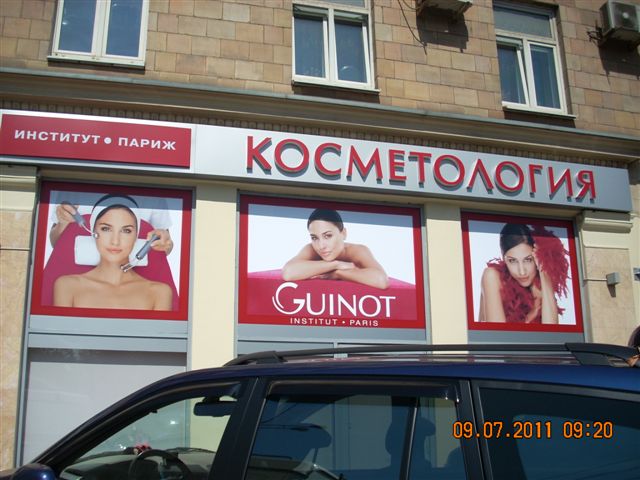 ИНСТИТУТ • ПАРИЖ
КОСМЕТОЛОГИЯ
GUINOT
INSTITUT • PARIS
09.07.2011 09:20